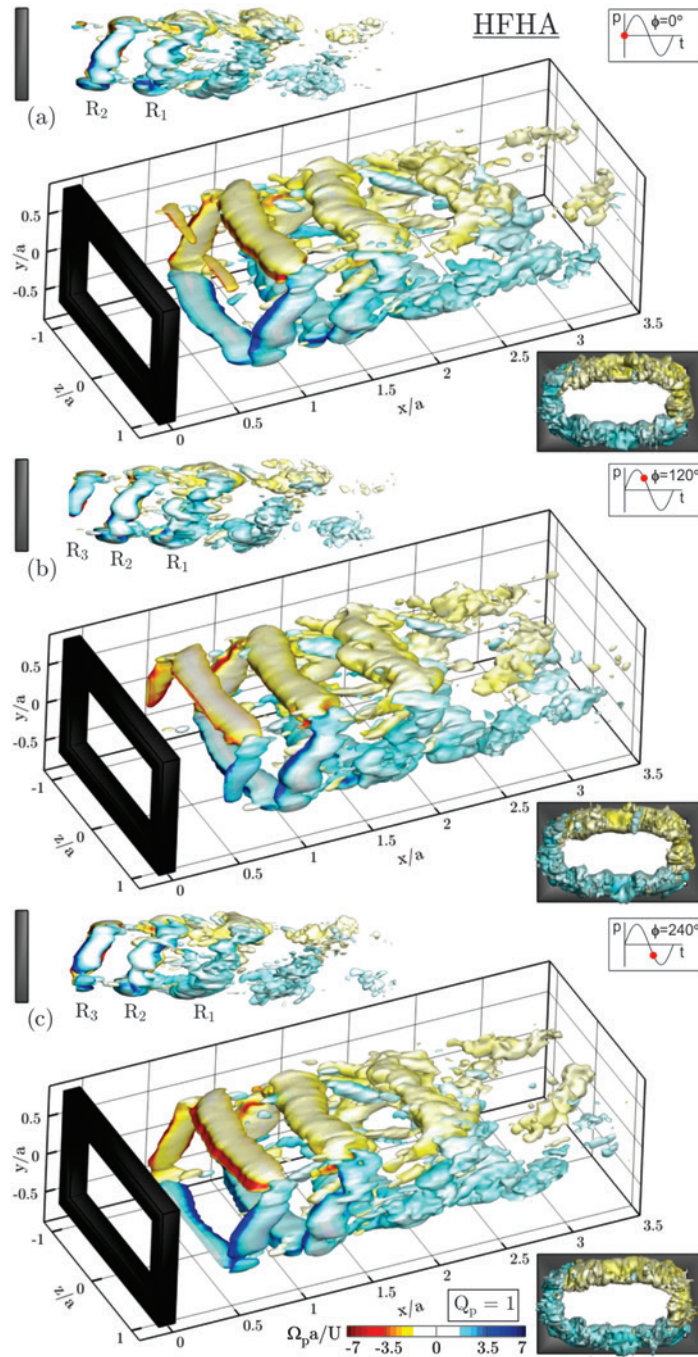 HFHA
p ϕ=0° t
R₂ R₁
(a)
y/a
0.5
0
-0.5
-1
0
1
z/a
0
0.5
1
1.5
2
2.5
3
3.5
x/a
p ϕ=120° t
R₃ R₂ R₁
(b)
y/a
0.5
0
-0.5
-1
0
1
z/a
0
0.5
1
1.5
2
2.5
3
3.5
x/a
p ϕ=240° t
R₃ R₂ R₁
(c)
y/a
0.5
0
-0.5
-1
0
1
z/a
0
0.5
1
1.5
2
2.5
3
3.5
x/a
Qₚ = 1
Ωₚa/U
-7 -3.5 0 3.5 7